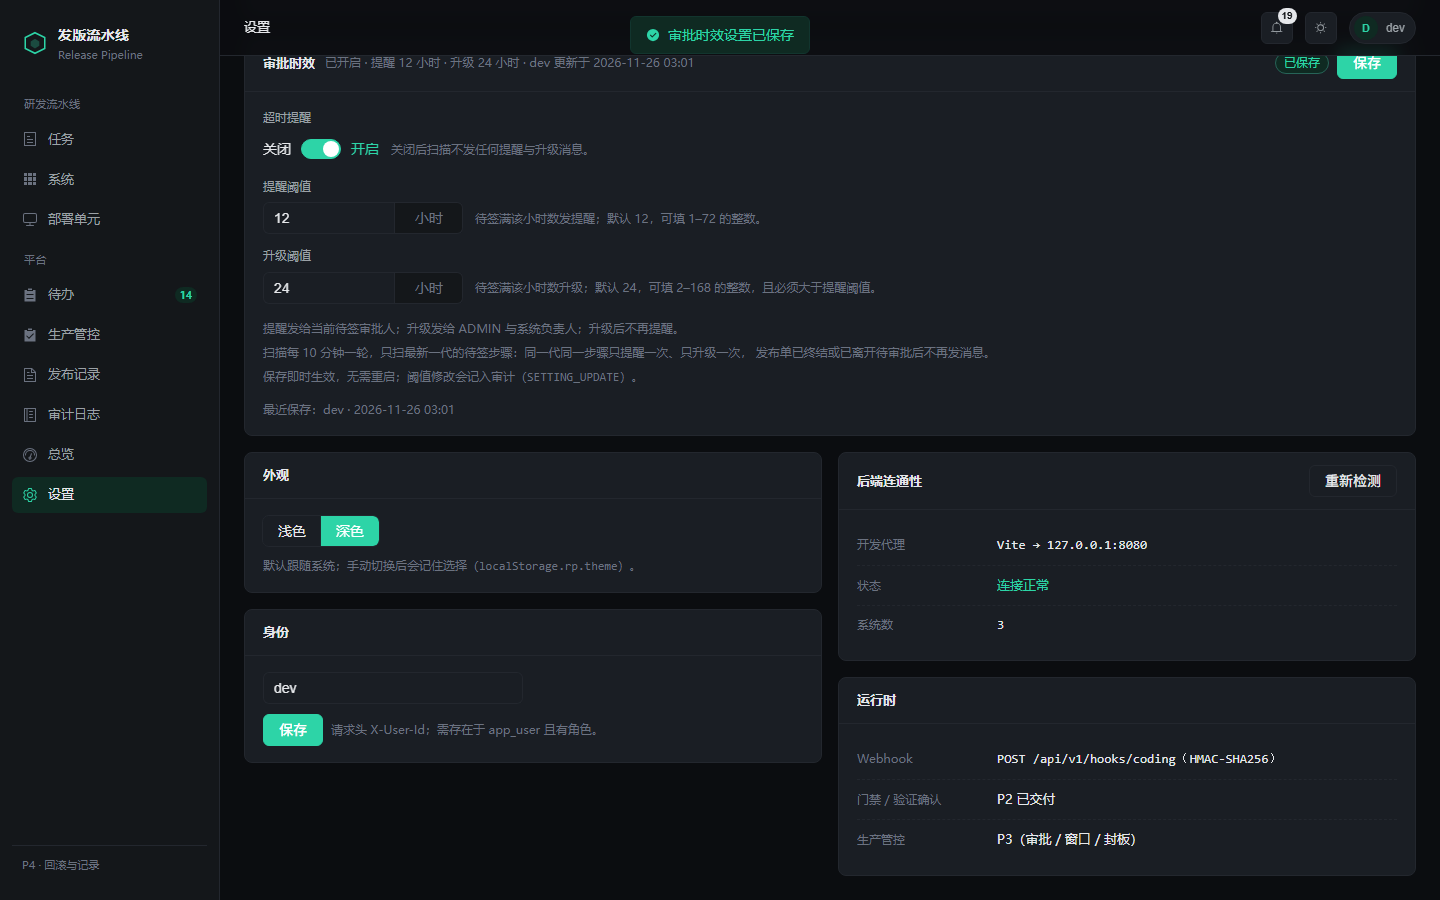 发版流水线
Release Pipeline
研发流水线
任务
系统
部署单元
平台
待办
14
生产管控
发布记录
审计日志
总览
设置
P4 · 回滚与记录
设置
审批时效设置已保存
19
D
dev
审批时效
已开启 · 提醒 12 小时 · 升级 24 小时 · dev 更新于 2026-11-26 03:01
已保存
保存
超时提醒
关闭
开启
关闭后扫描不发任何提醒与升级消息。
提醒阈值
12
小时
待签满该小时数发提醒；默认 12，可填 1–72 的整数。
升级阈值
24
小时
待签满该小时数升级；默认 24，可填 2–168 的整数，且必须大于提醒阈值。
提醒发给当前待签审批人；升级发给 ADMIN 与系统负责人；升级后不再提醒。
扫描每 10 分钟一轮，只扫最新一代的待签步骤；同一代同一步骤只提醒一次、只升级一次， 发布单已终结或已离开待审批后不再发消息。
保存即时生效，无需重启；阈值修改会记入审计（SETTING_UPDATE）。
最近保存：dev · 2026-11-26 03:01
外观
浅色
深色
默认跟随系统；手动切换后会记住选择（localStorage.rp.theme）。
身份
dev
保存
请求头 X-User-Id；需存在于 app_user 且有角色。
后端连通性
重新检测
开发代理
Vite → 127.0.0.1:8080
状态
连接正常
系统数
3
运行时
Webhook
POST /api/v1/hooks/coding（HMAC-SHA256）
门禁 / 验证确认
P2 已交付
生产管控
P3（审批 / 窗口 / 封板）